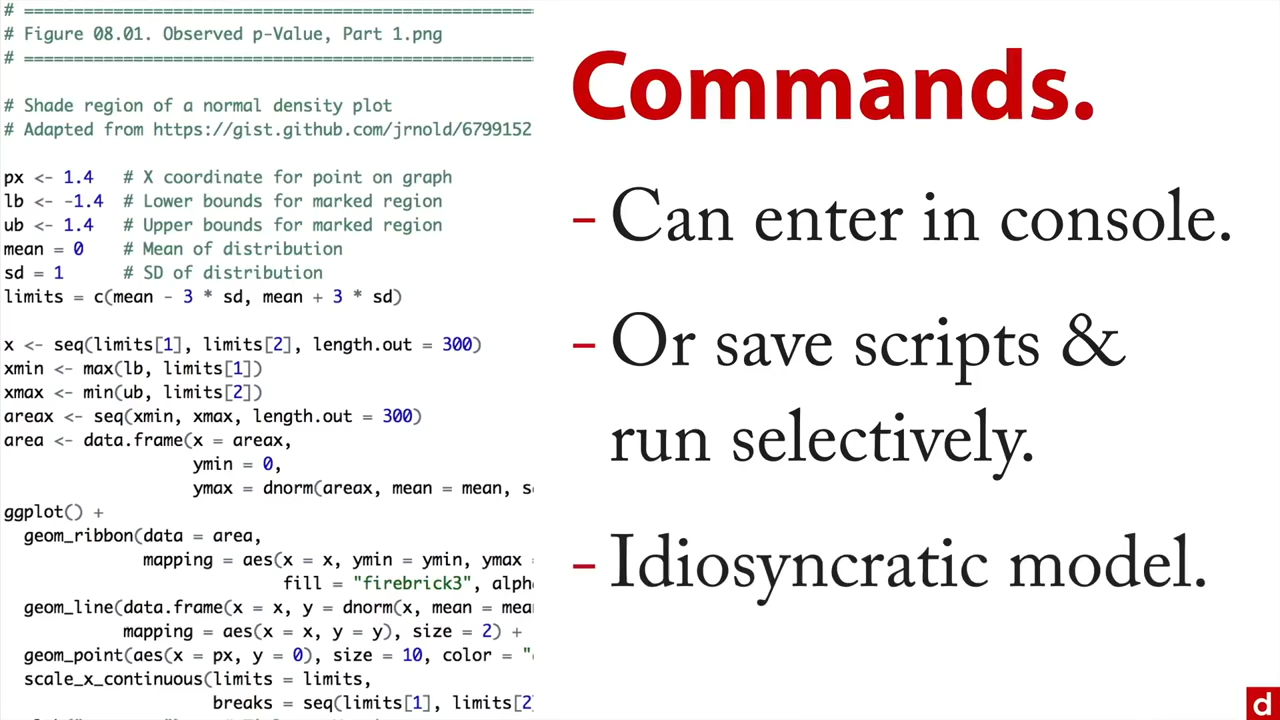 # ====================================================
# Figure 08.01. Observed p-Value, Part 1.png
# ====================================================
# Shade region of a normal density plot
# Adapted from https://gist.github.com/jrnold/6799152
px <- 1.4   # X coordinate for point on graph
lb <- -1.4  # Lower bounds for marked region
ub <- 1.4   # Upper bounds for marked region
mean = 0    # Mean of distribution
sd = 1      # SD of distribution
limits = c(mean - 3 * sd, mean + 3 * sd)
x <- seq(limits[1], limits[2], length.out = 300)
xmin <- max(lb, limits[1])
xmax <- min(ub, limits[2])
areax <- seq(xmin, xmax, length.out = 300)
area <- data.frame(x = areax,
ymin = 0,
ymax = dnorm(areax, mean = mean, s
ggplot() +
geom_ribbon(data = area,
mapping = aes(x = x, ymin = ymin, ymax =
fill = "firebrick3", alph
geom_line(data.frame(x = x, y = dnorm(x, mean = mea
mapping = aes(x = x, y = y), size = 2) +
geom_point(aes(x = px, y = 0), size = 10, color = "
scale_x_continuous(limits = limits,
breaks = seq(limits[1], limits[2]
Commands.
– Can enter in console.
– Or save scripts &
run selectively.
– Idiosyncratic model.
d